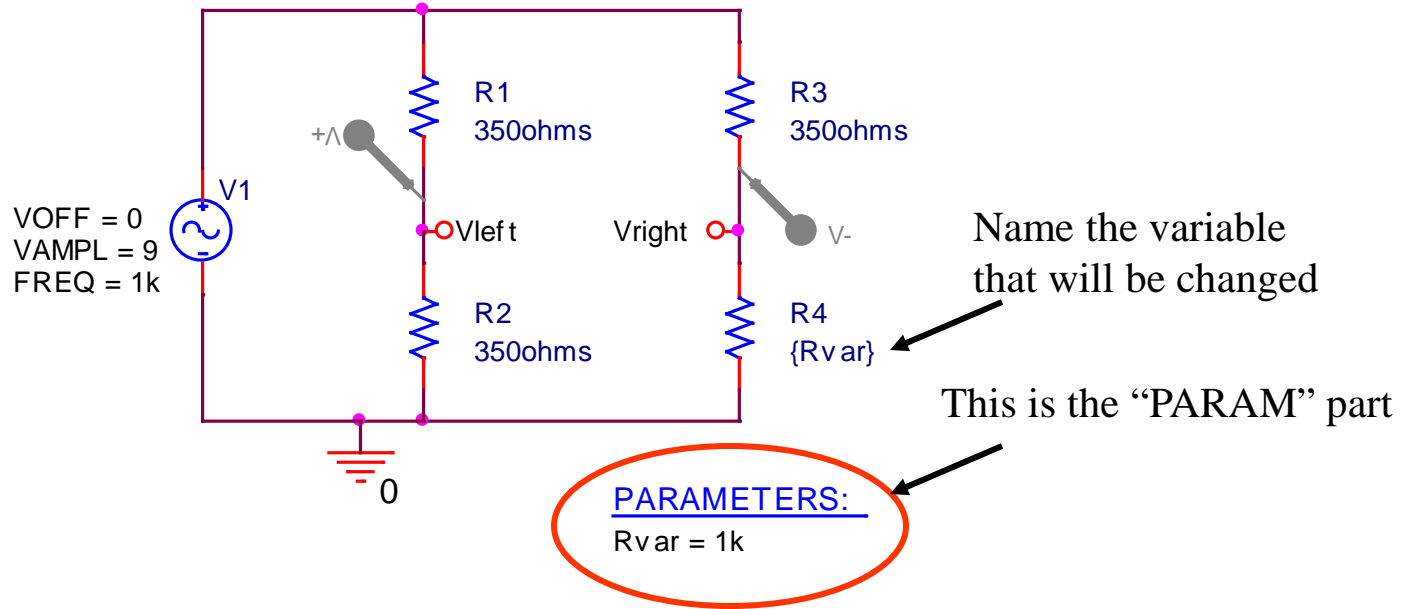 R1
350ohms
R3
350ohms
V+
V1
VOFF = 0
VAMPL = 9
FREQ = 1k
Vleft
Vright
V-
R2
350ohms
R4
{Rvar}
Name the variable
that will be changed
This is the “PARAM” part
0
PARAMETERS:
Rvar = 1k